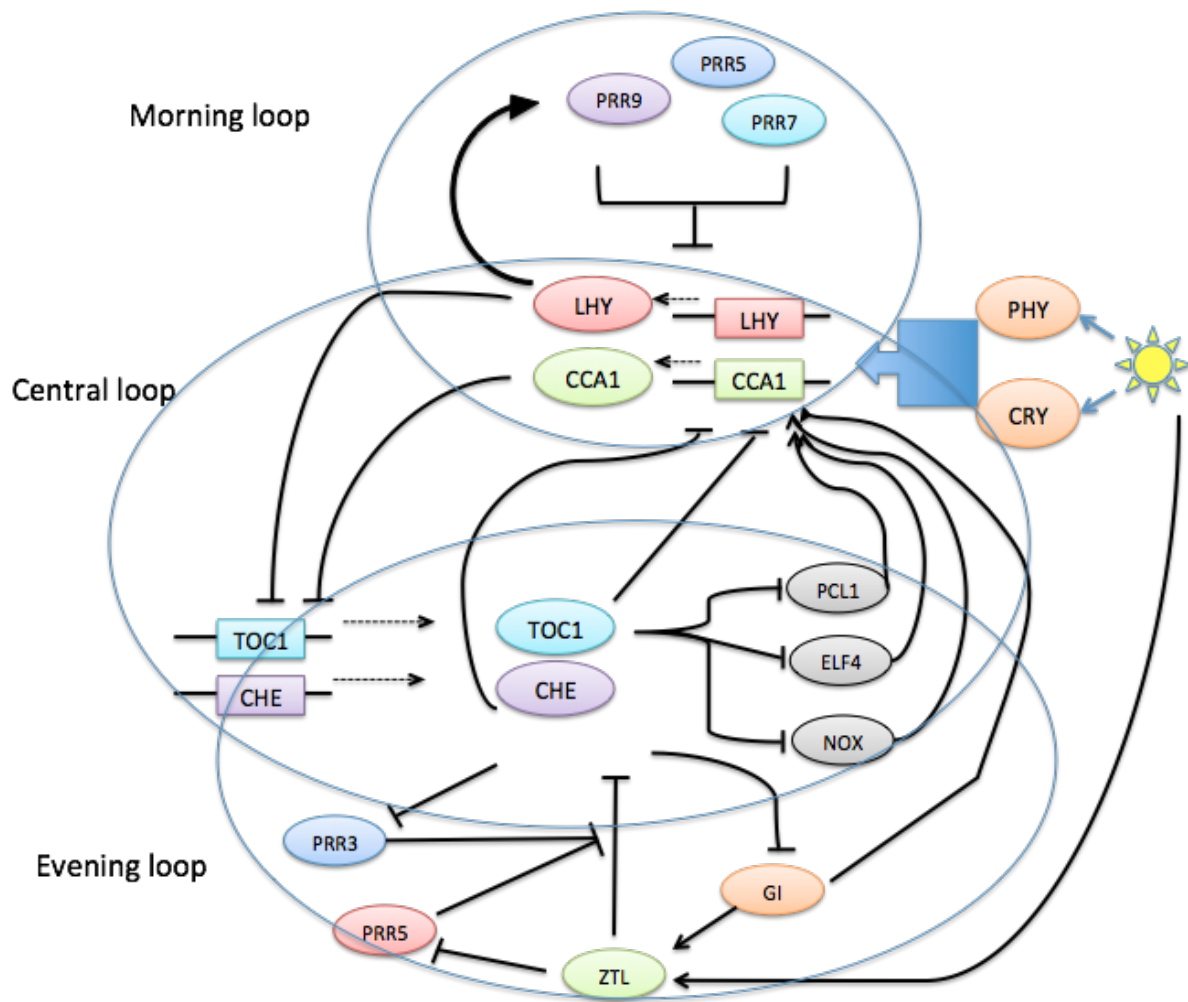 PRR5
PRR9
PRR7
Morning loop
LHY
LHY
PHY
Central loop
CCA1
CCA1
CRY
PCL1
TOC1
TOC1
ELF4
CHE
CHE
NOX
PRR3
Evening loop
GI
PRR5
ZTL